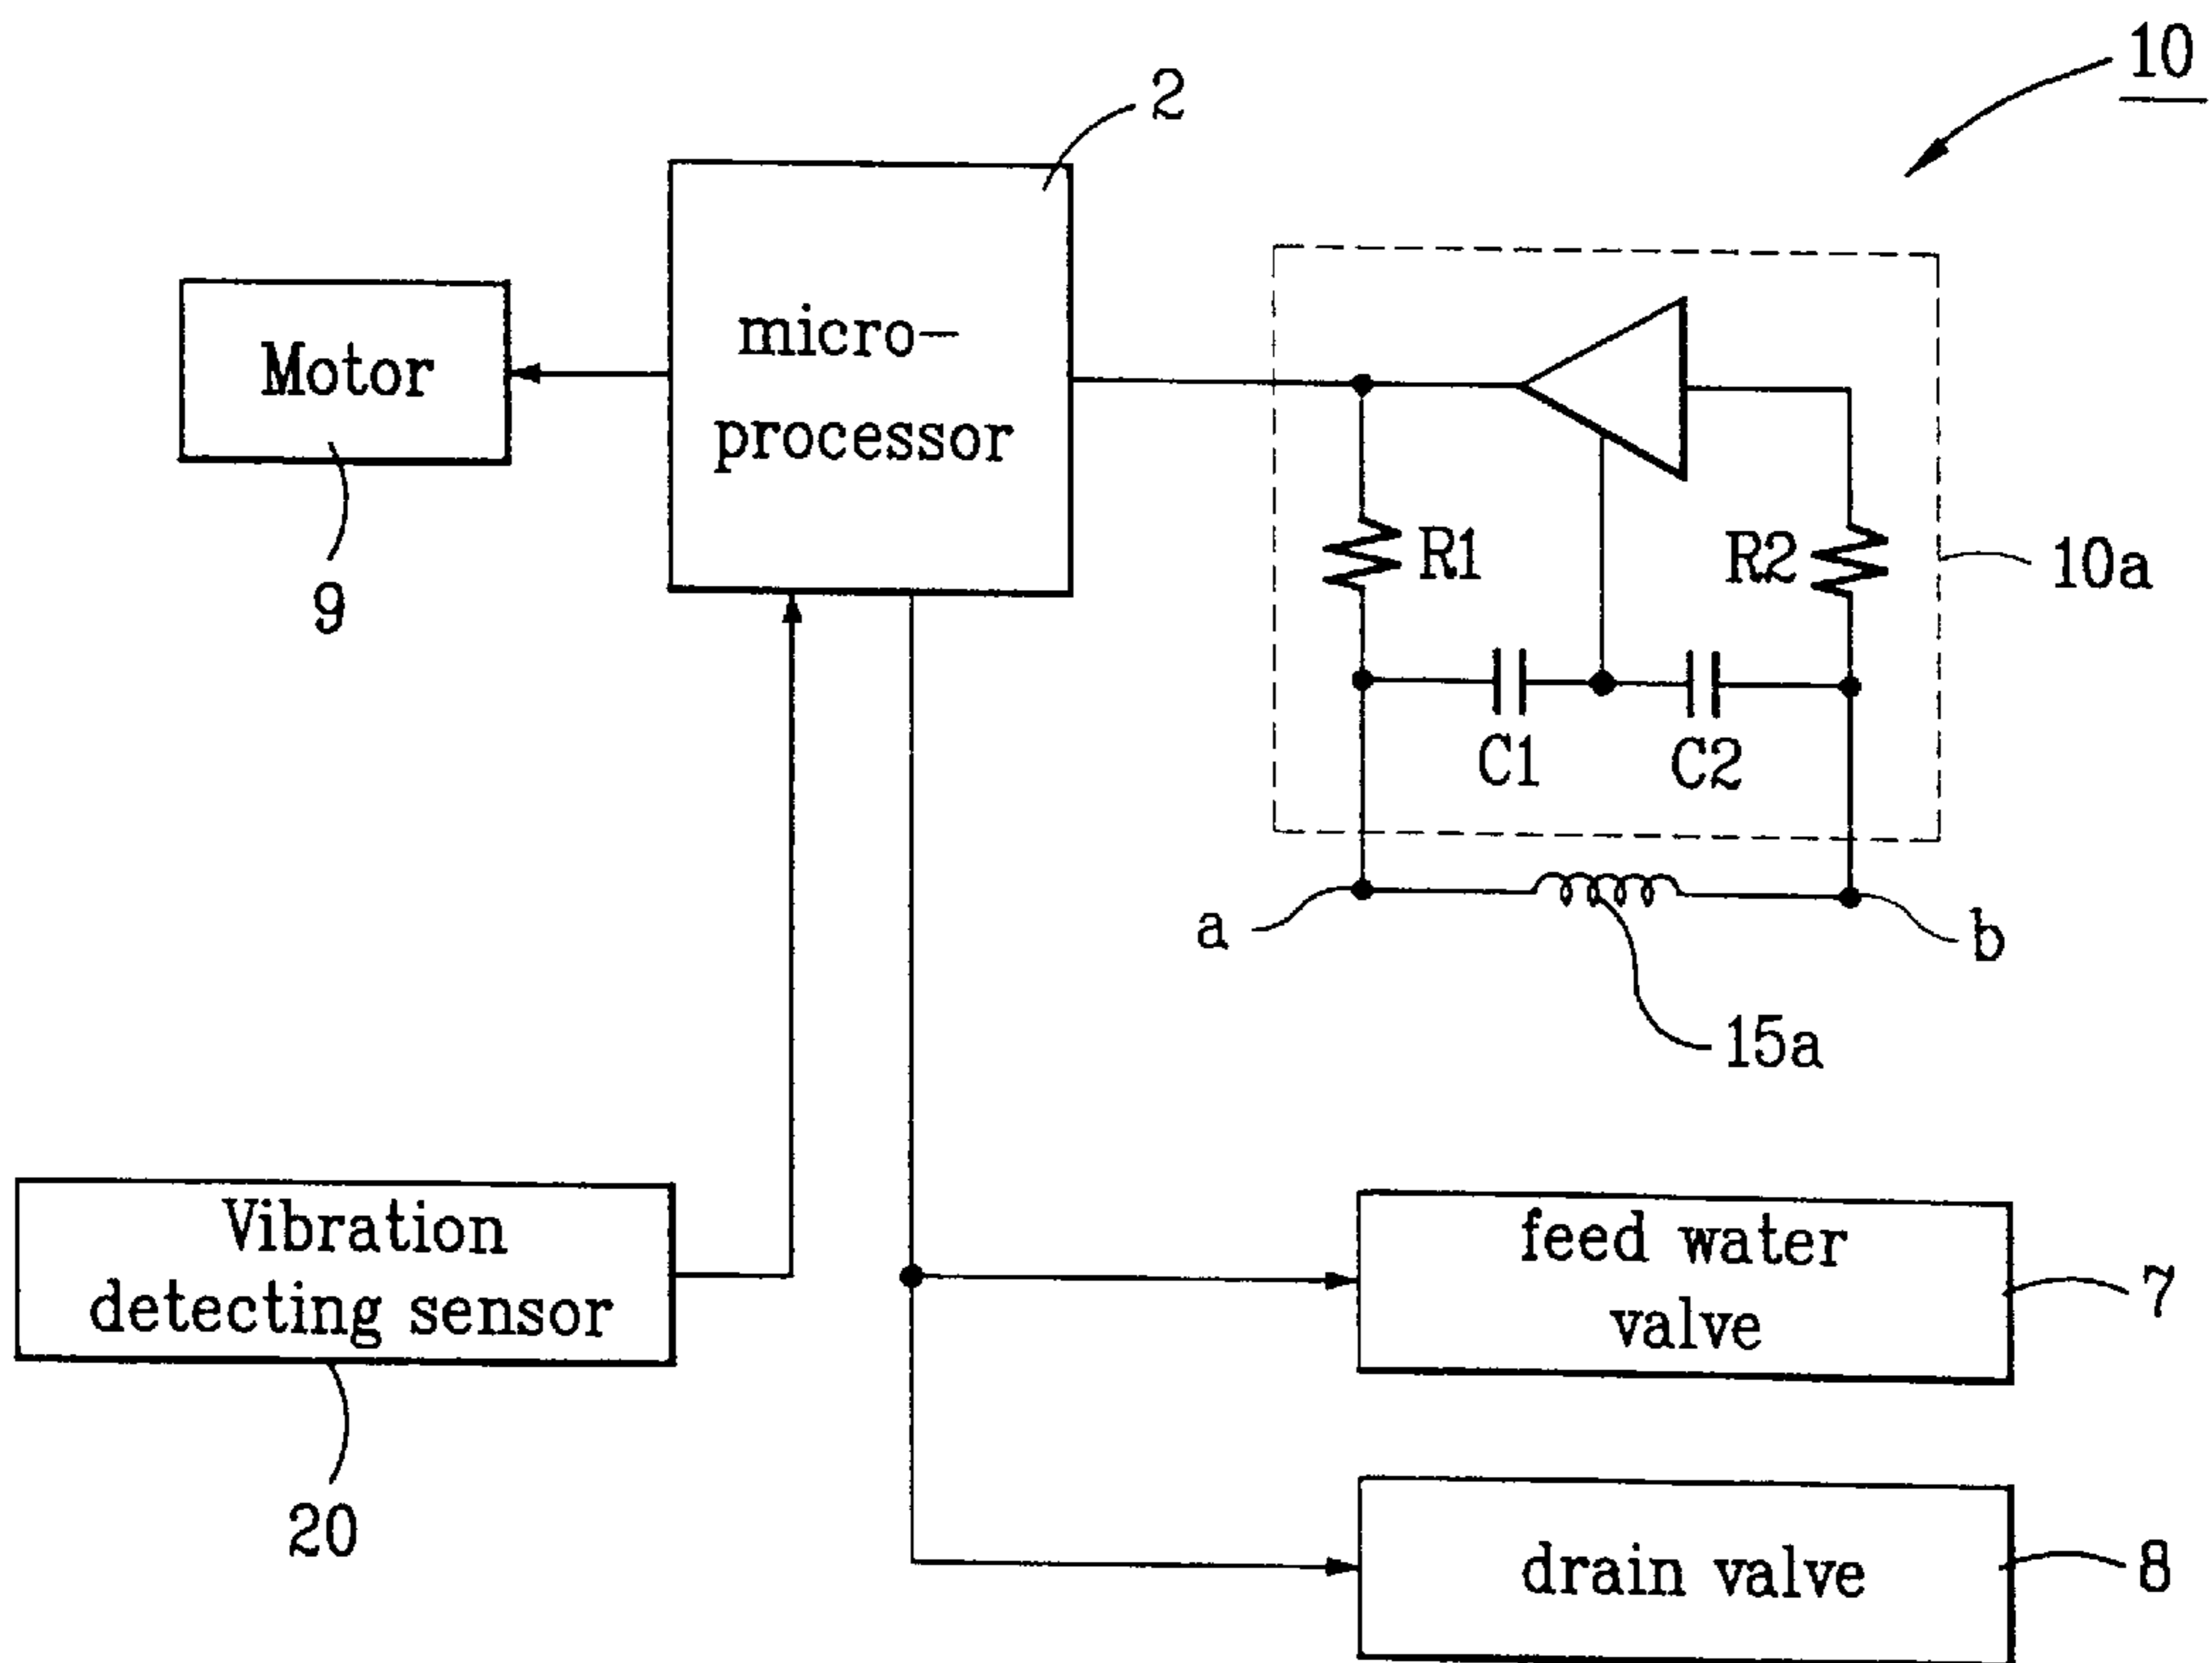 10
2
micro-
processor
Motor
9
R1
R2
10a
C1
C2
a
b
15a
Vibration
detecting sensor
20
feed water
valve
7
drain valve
8